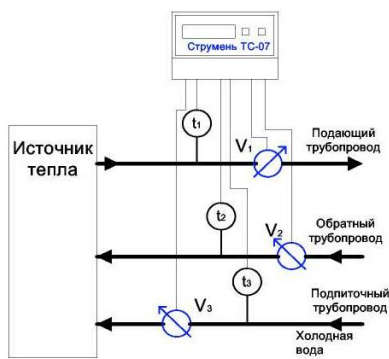 Струмень ТС-07
t₁
V₁
Подающий
трубопровод
Источник
тепла
t₂
V₂
Обратный
трубопровод
t₃
V₃
Подпиточный
трубопровод
Холодная
вода